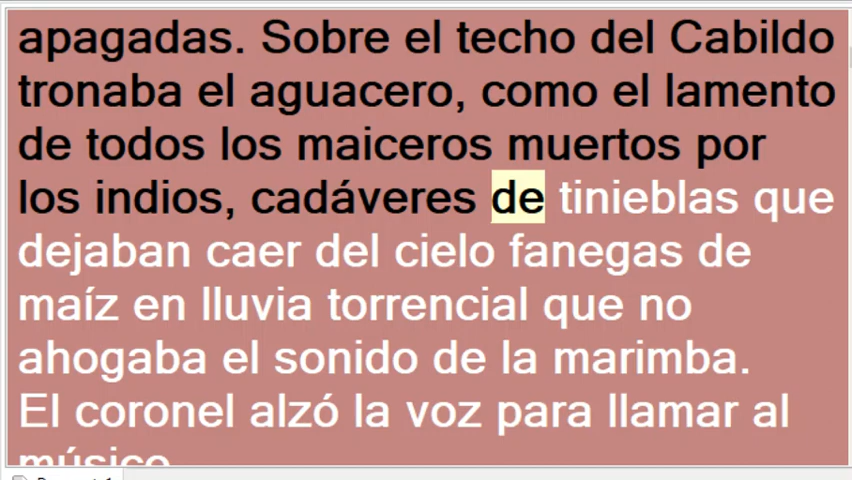 apagadas. Sobre el techo del Cabildo
tronaba el aguacero, como el lamento
de todos los maiceros muertos por
los indios, cadáveres de tinieblas que
dejaban caer del cielo fanegas de
maíz en lluvia torrencial que no
ahogaba el sonido de la marimba.
El coronel alzó la voz para llamar al
músico